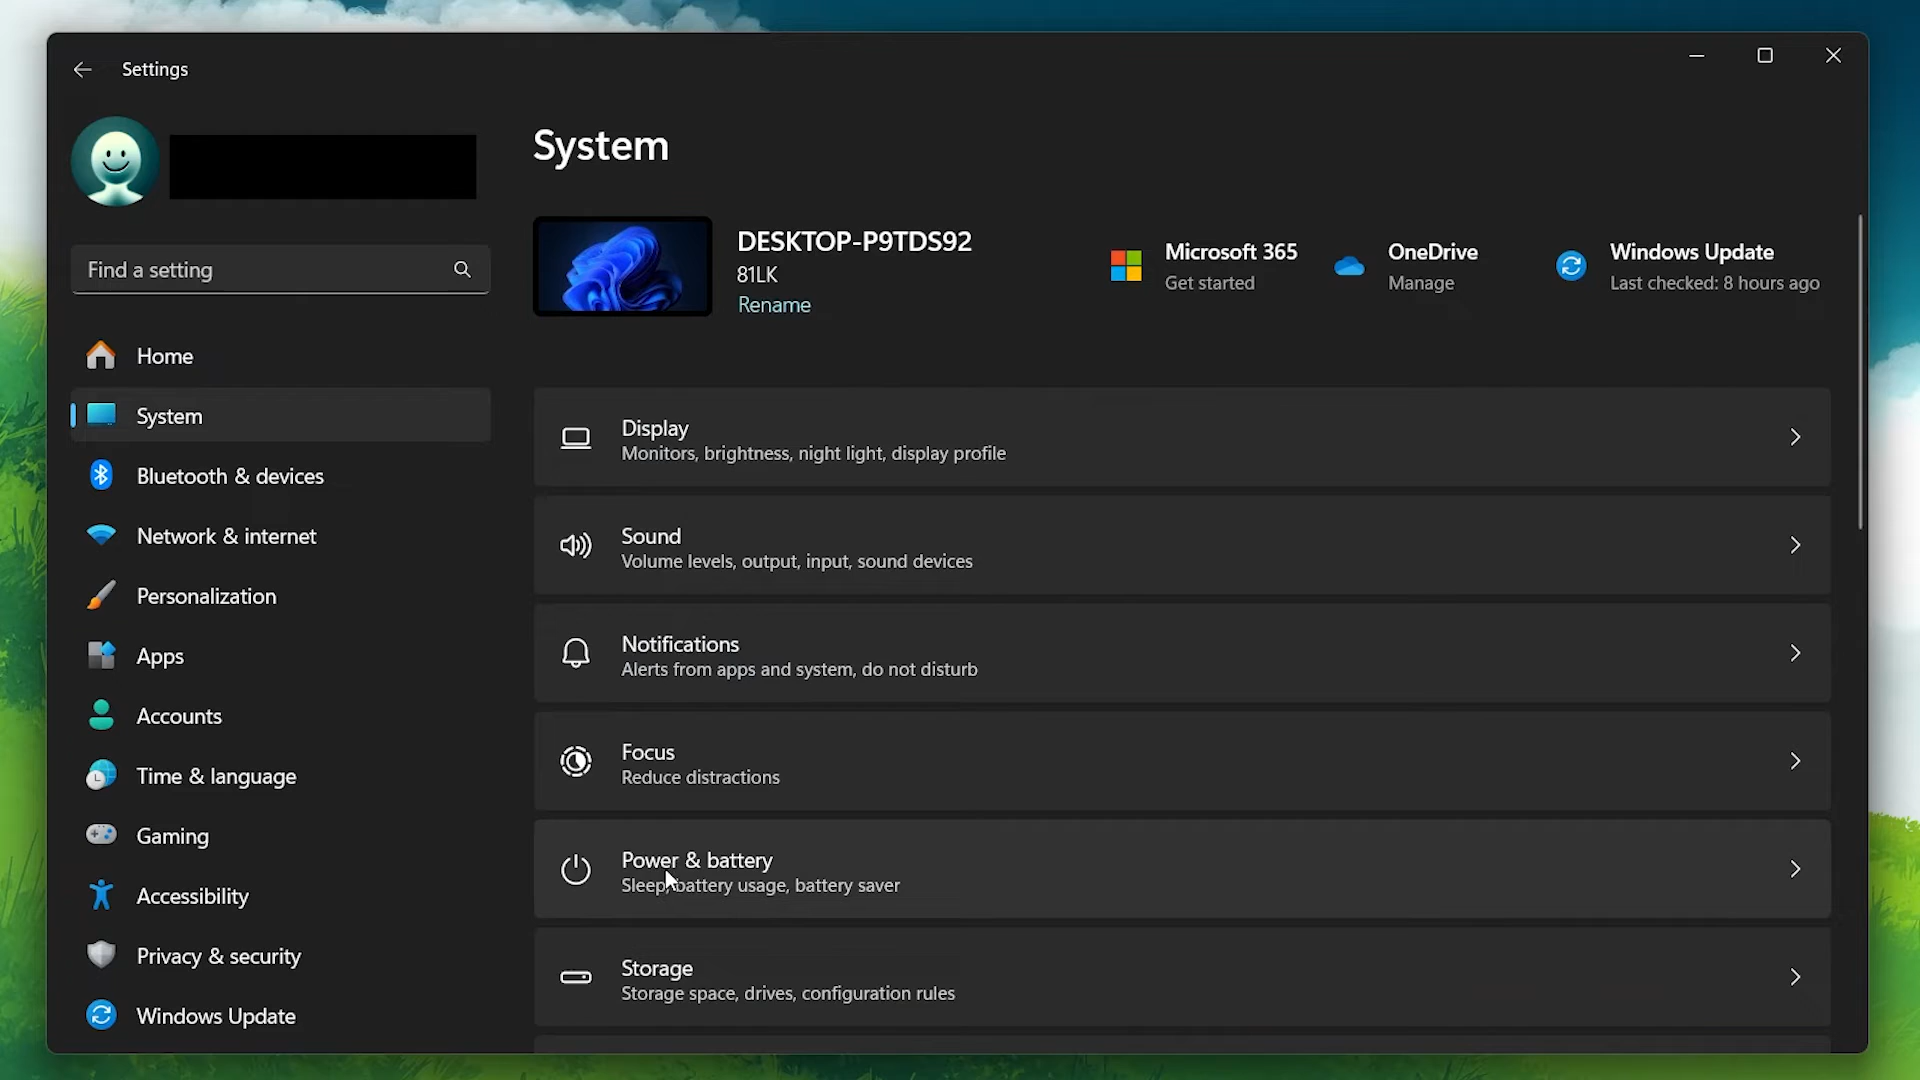 Settings
System
Find a setting
DESKTOP-P9TDS92
81LK
Rename
Microsoft 365
Get started
OneDrive
Manage
Windows Update
Last checked: 8 hours ago
Home
System
Bluetooth & devices
Network & internet
Personalization
Apps
Accounts
Time & language
Gaming
Accessibility
Privacy & security
Windows Update
Display
Monitors, brightness, night light, display profile
Sound
Volume levels, output, input, sound devices
Notifications
Alerts from apps and system, do not disturb
Focus
Reduce distractions
Power & battery
Sleep, battery usage, battery saver
Storage
Storage space, drives, configuration rules